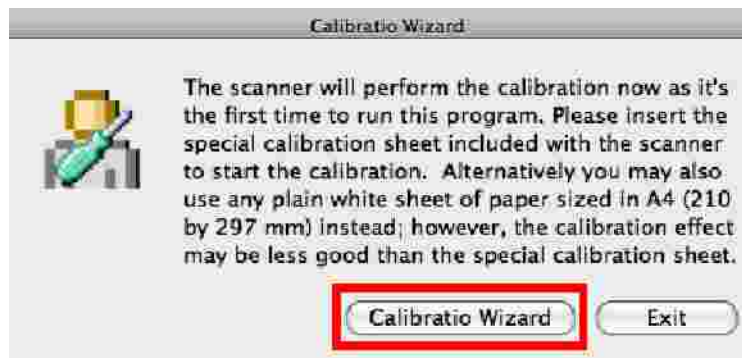 Calibratio Wizard
The scanner will perform the calibration now as it's
the first time to run this program. Please insert the
special calibration sheet included with the scanner
to start the calibration.  Alternatively you may also
use any plain white sheet of paper sized in A4 (210
by 297 mm) instead; however, the calibration effect
may be less good than the special calibration sheet.
Calibratio Wizard Exit